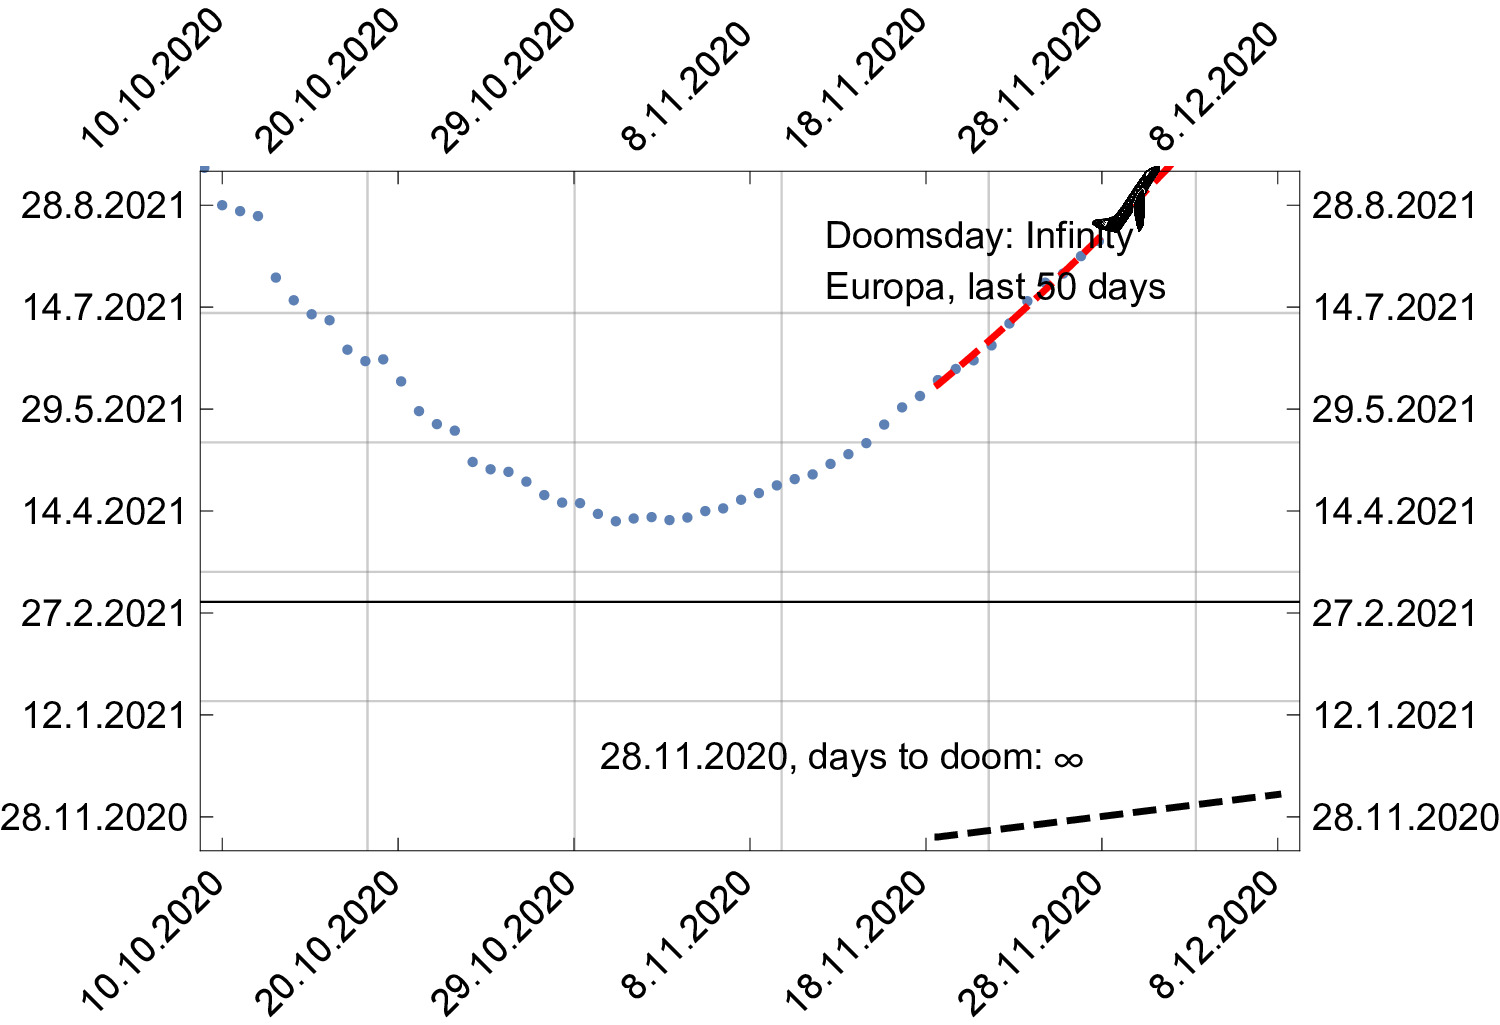 10.10.2020 20.10.2020 29.10.2020 8.11.2020 18.11.2020 28.11.2020 8.12.2020
28.8.2021 28.8.2021
Doomsday: Infinity
Europa, last 50 days
14.7.2021 14.7.2021
29.5.2021 29.5.2021
14.4.2021 14.4.2021
27.2.2021 27.2.2021
12.1.2021 12.1.2021
28.11.2020, days to doom: ∞
28.11.2020 28.11.2020
10.10.2020 20.10.2020 29.10.2020 8.11.2020 18.11.2020 28.11.2020 8.12.2020